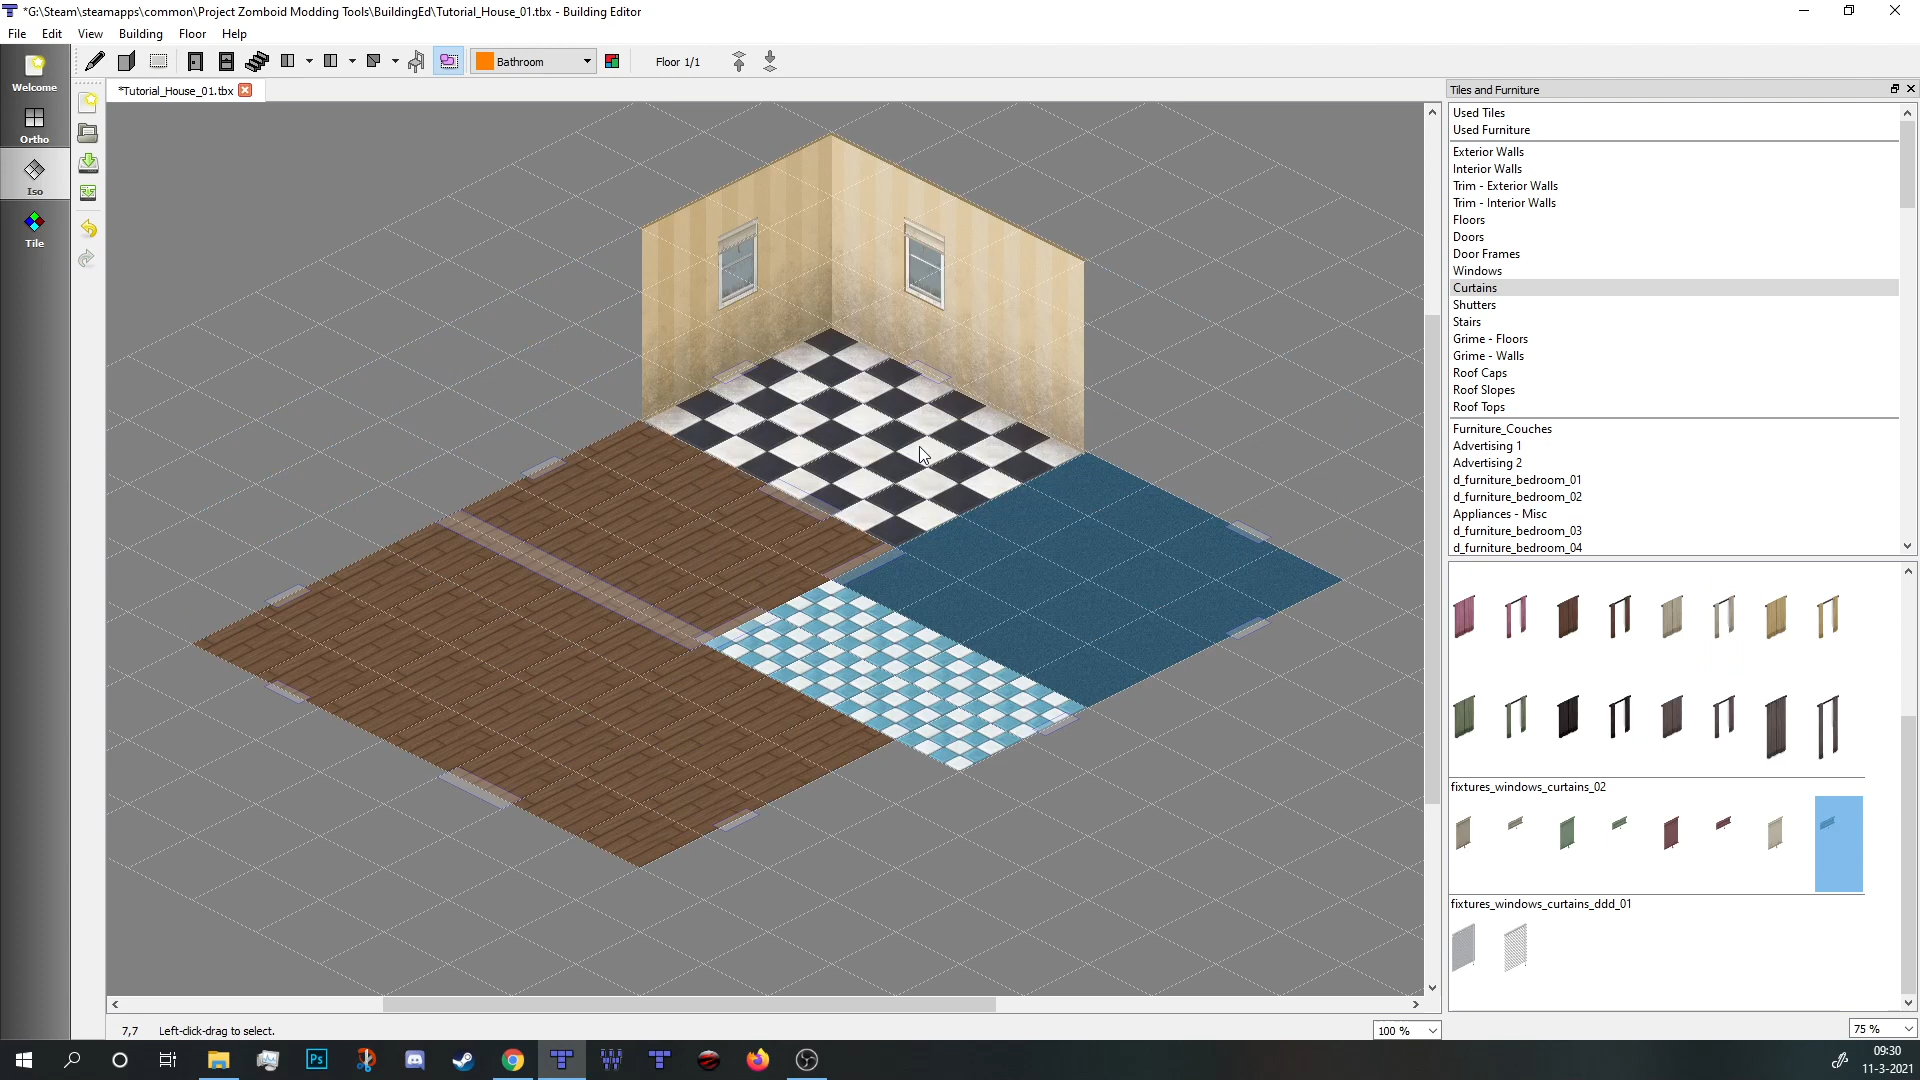 *G:\Steam\steamapps\common\Project Zomboid Modding Tools\BuildingEd\Tutorial_House_01.tbx - Building Editor
File Edit View Building Floor Help
Bathroom
Floor 1/1
Welcome
Ortho
Iso
Tile
*Tutorial_House_01.tbx
Tiles and Furniture
Used Tiles
Used Furniture
Exterior Walls
Interior Walls
Trim - Exterior Walls
Trim - Interior Walls
Floors
Doors
Door Frames
Windows
Curtains
Shutters
Stairs
Grime - Floors
Grime - Walls
Roof Caps
Roof Slopes
Roof Tops
Furniture_Couches
Advertising 1
Advertising 2
d_furniture_bedroom_01
d_furniture_bedroom_02
Appliances - Misc
d_furniture_bedroom_03
d_furniture_bedroom_04
fixtures_windows_curtains_02
fixtures_windows_curtains_ddd_01
7,7 Left-click-drag to select.
100 %
75 %
Ps
09:30
11-3-2021